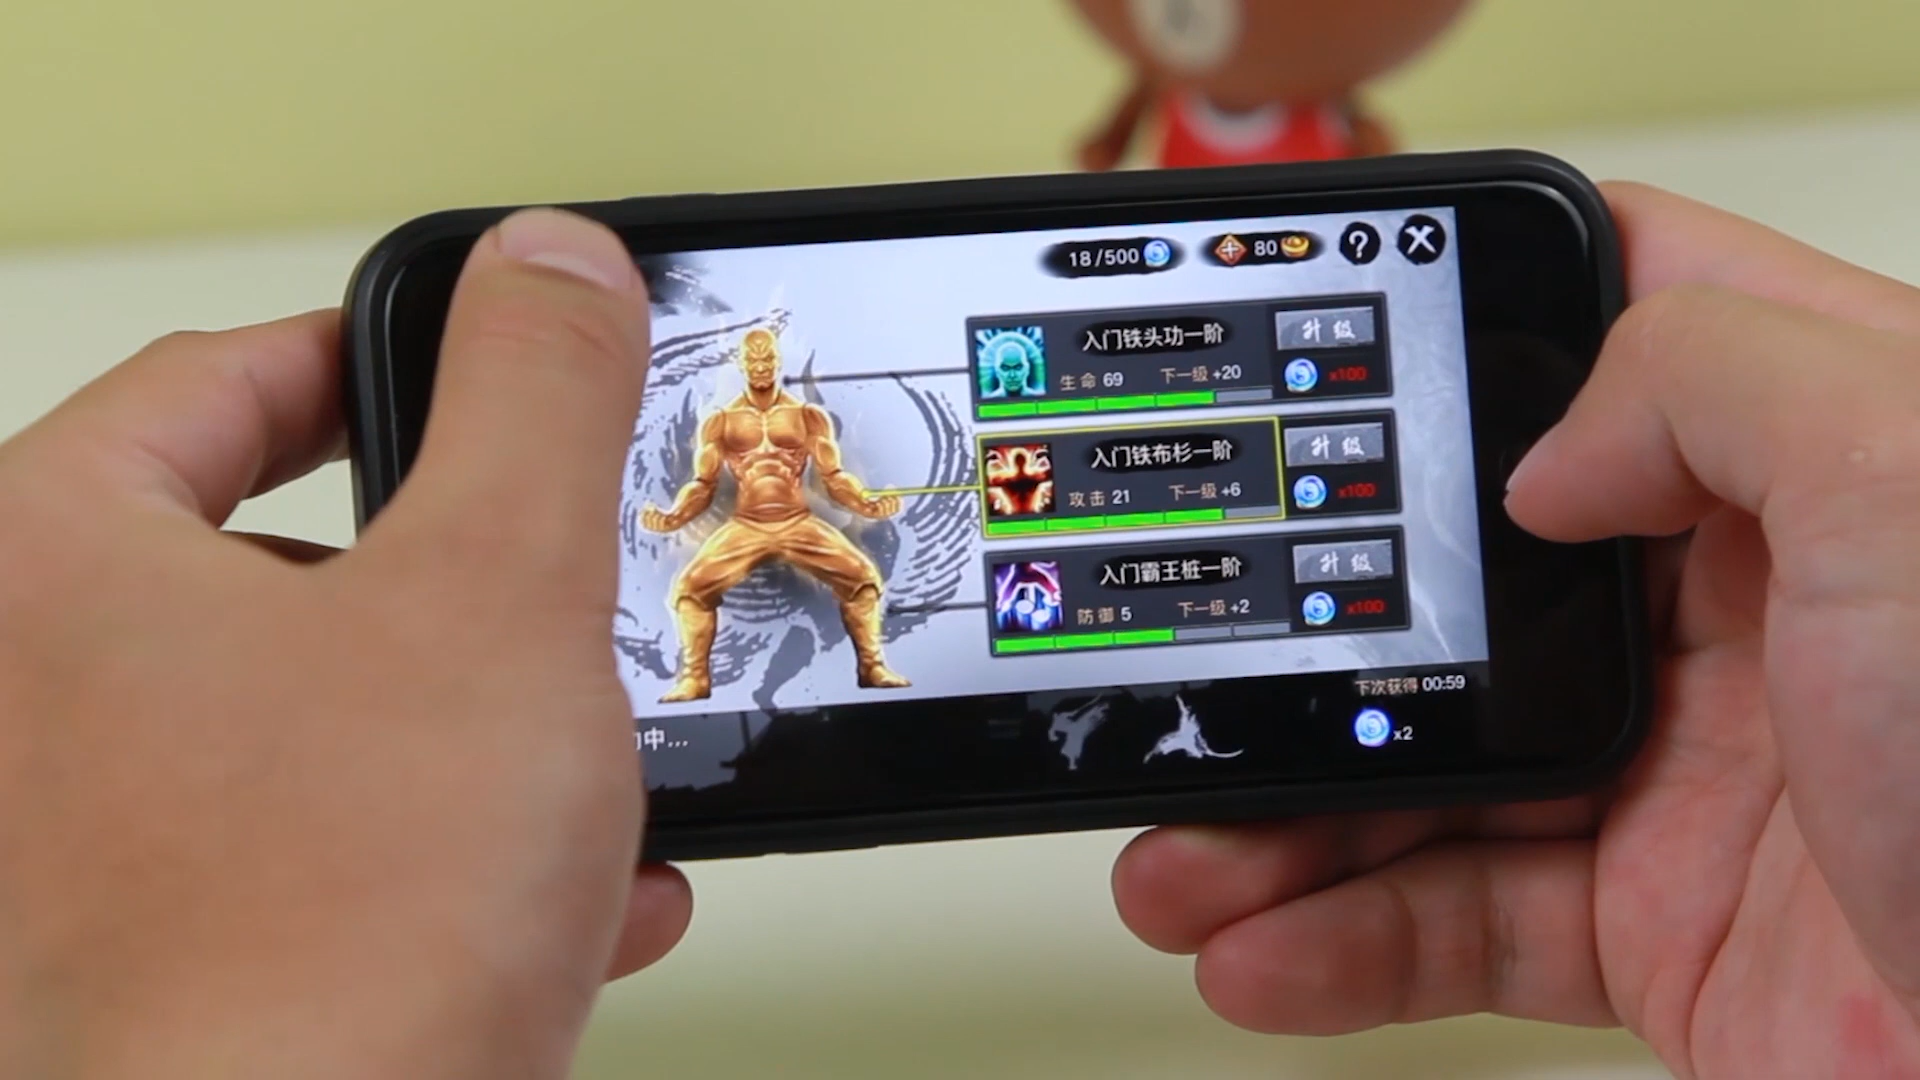 18/500
80
?
入门铁头功一阶
升级
生命 69 下一级 +20
x100
入门铁布杉一阶
升级
攻击 21 下一级 +6
x100
入门霸王桩一阶
升级
防御 5 下一级 +2
x100
下次获得 00:59
中...
x2